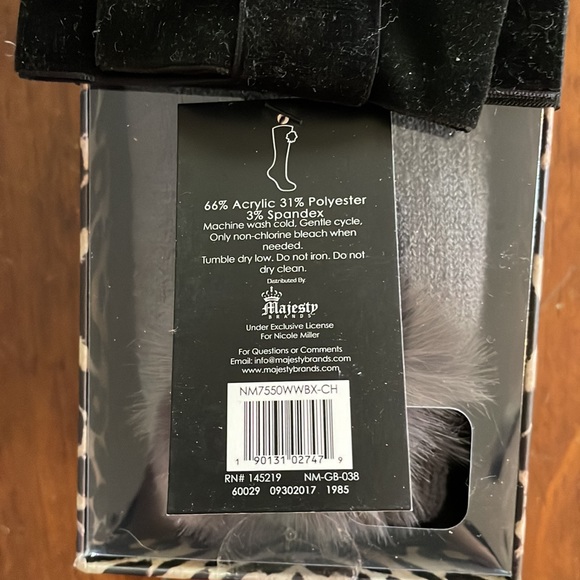 66% Acrylic 31% Polyester
3% Spandex
Machine wash cold. Gentle cycle.
Only non-chlorine bleach when
needed.
Tumble dry low. Do not iron. Do not
dry clean.
Distributed By
Majesty
BRANDS
Under Exclusive License
For Nicole Miller
For Questions or Comments
Email: info@majestybrands.com
www.majestybrands.com
NM7550WWBX-CH
1 90131 02747 9
RN# 145219 NM-GB-038
60029 09302017 1985